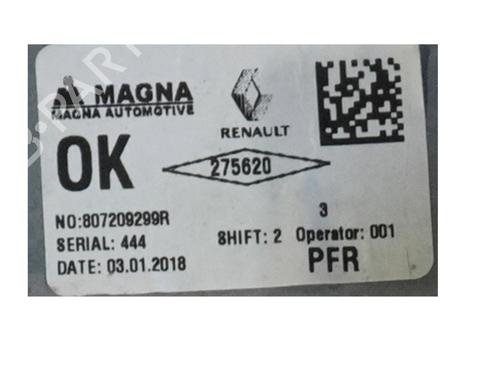 MAGNA
MAGNA AUTOMOTIVE
RENAULT
OK
275620
NO:807209299R
3
SERIAL: 444
SHIFT: 2 Operator: 001
DATE: 03.01.2018
PFR